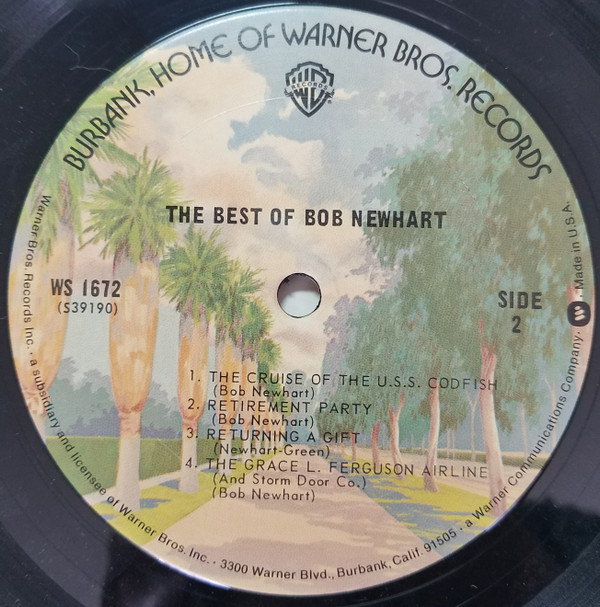 BURBANK, HOME OF WARNER BROS. RECORDS
W B
RECORDS
®
THE BEST OF BOB NEWHART
WS 1672
(S39190)
SIDE
2
1. THE CRUISE OF THE U.S.S. CODFISH
(Bob Newhart)
2. RETIREMENT PARTY
(Bob Newhart)
3. RETURNING A GIFT
(Newhart-Green)
4. THE GRACE L. FERGUSON AIRLINE
(And Storm Door Co.)
(Bob Newhart)
Warner Bros. Records Inc. • a subsidiary and licensee of Warner Bros. Inc. • 3300 Warner Blvd., Burbank, Calif. 91505 • a Warner Communications Company • Made in U.S.A.